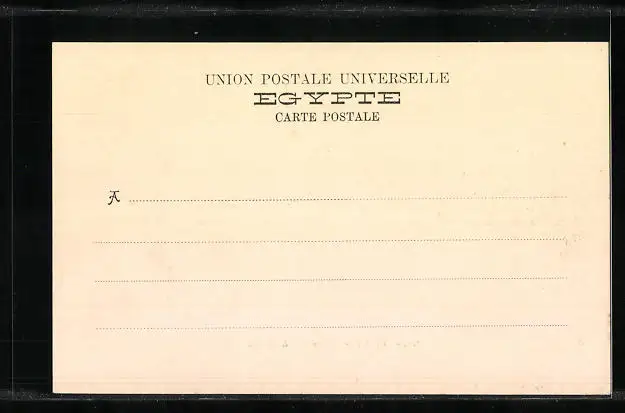 UNION POSTALE UNIVERSELLE
EGYPTE
CARTE POSTALE
A